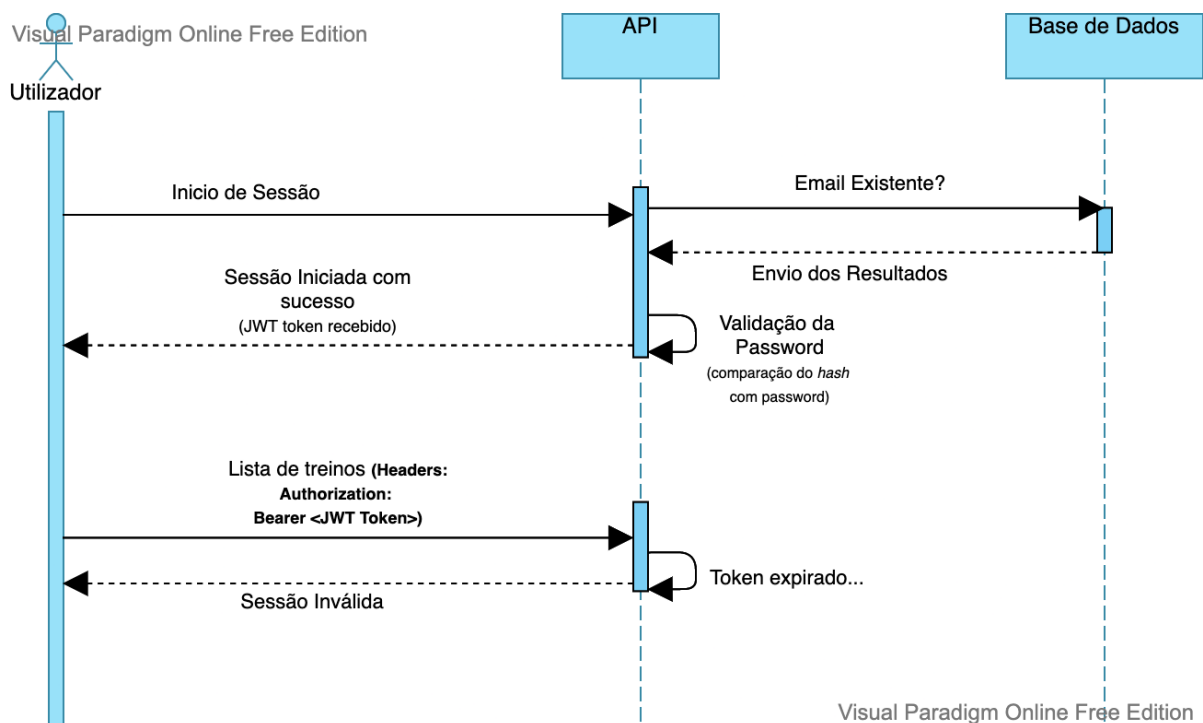 Visual Paradigm Online Free Edition
API
Base de Dados
Utilizador
Inicio de Sessão
Email Existente?
Envio dos Resultados
Sessão Iniciada com
sucesso
(JWT token recebido)
Validação da
Password
(comparação do hash
com password)
Lista de treinos (Headers:
Authorization:
Bearer <JWT Token>)
Token expirado...
Sessão Inválida
Visual Paradigm Online Free Edition